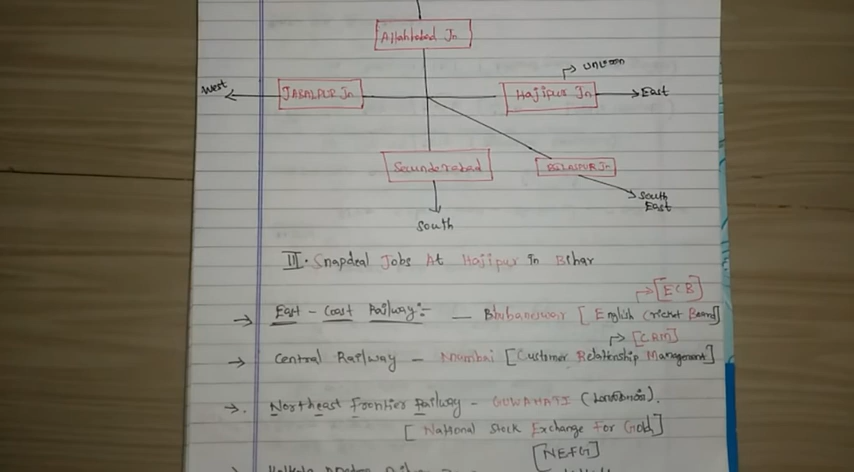 Allahabad Jn
West
JABALPUR Jn
Hajipur Jn
East
Secunderabad
BILASPUR Jn
South
East
South
III. Snapdeal Jobs At Hajipur in Bihar
[ECB]
→ East - Coast Railway:- — Bhubaneswar [English Cricket Board]
[CRM]
→ Central Railway - Mumbai [Customer Relationship Management]
→. Northeast Frontier Railway - GUWAHATI
[National Stock Exchange For Gold]
[NEFG]